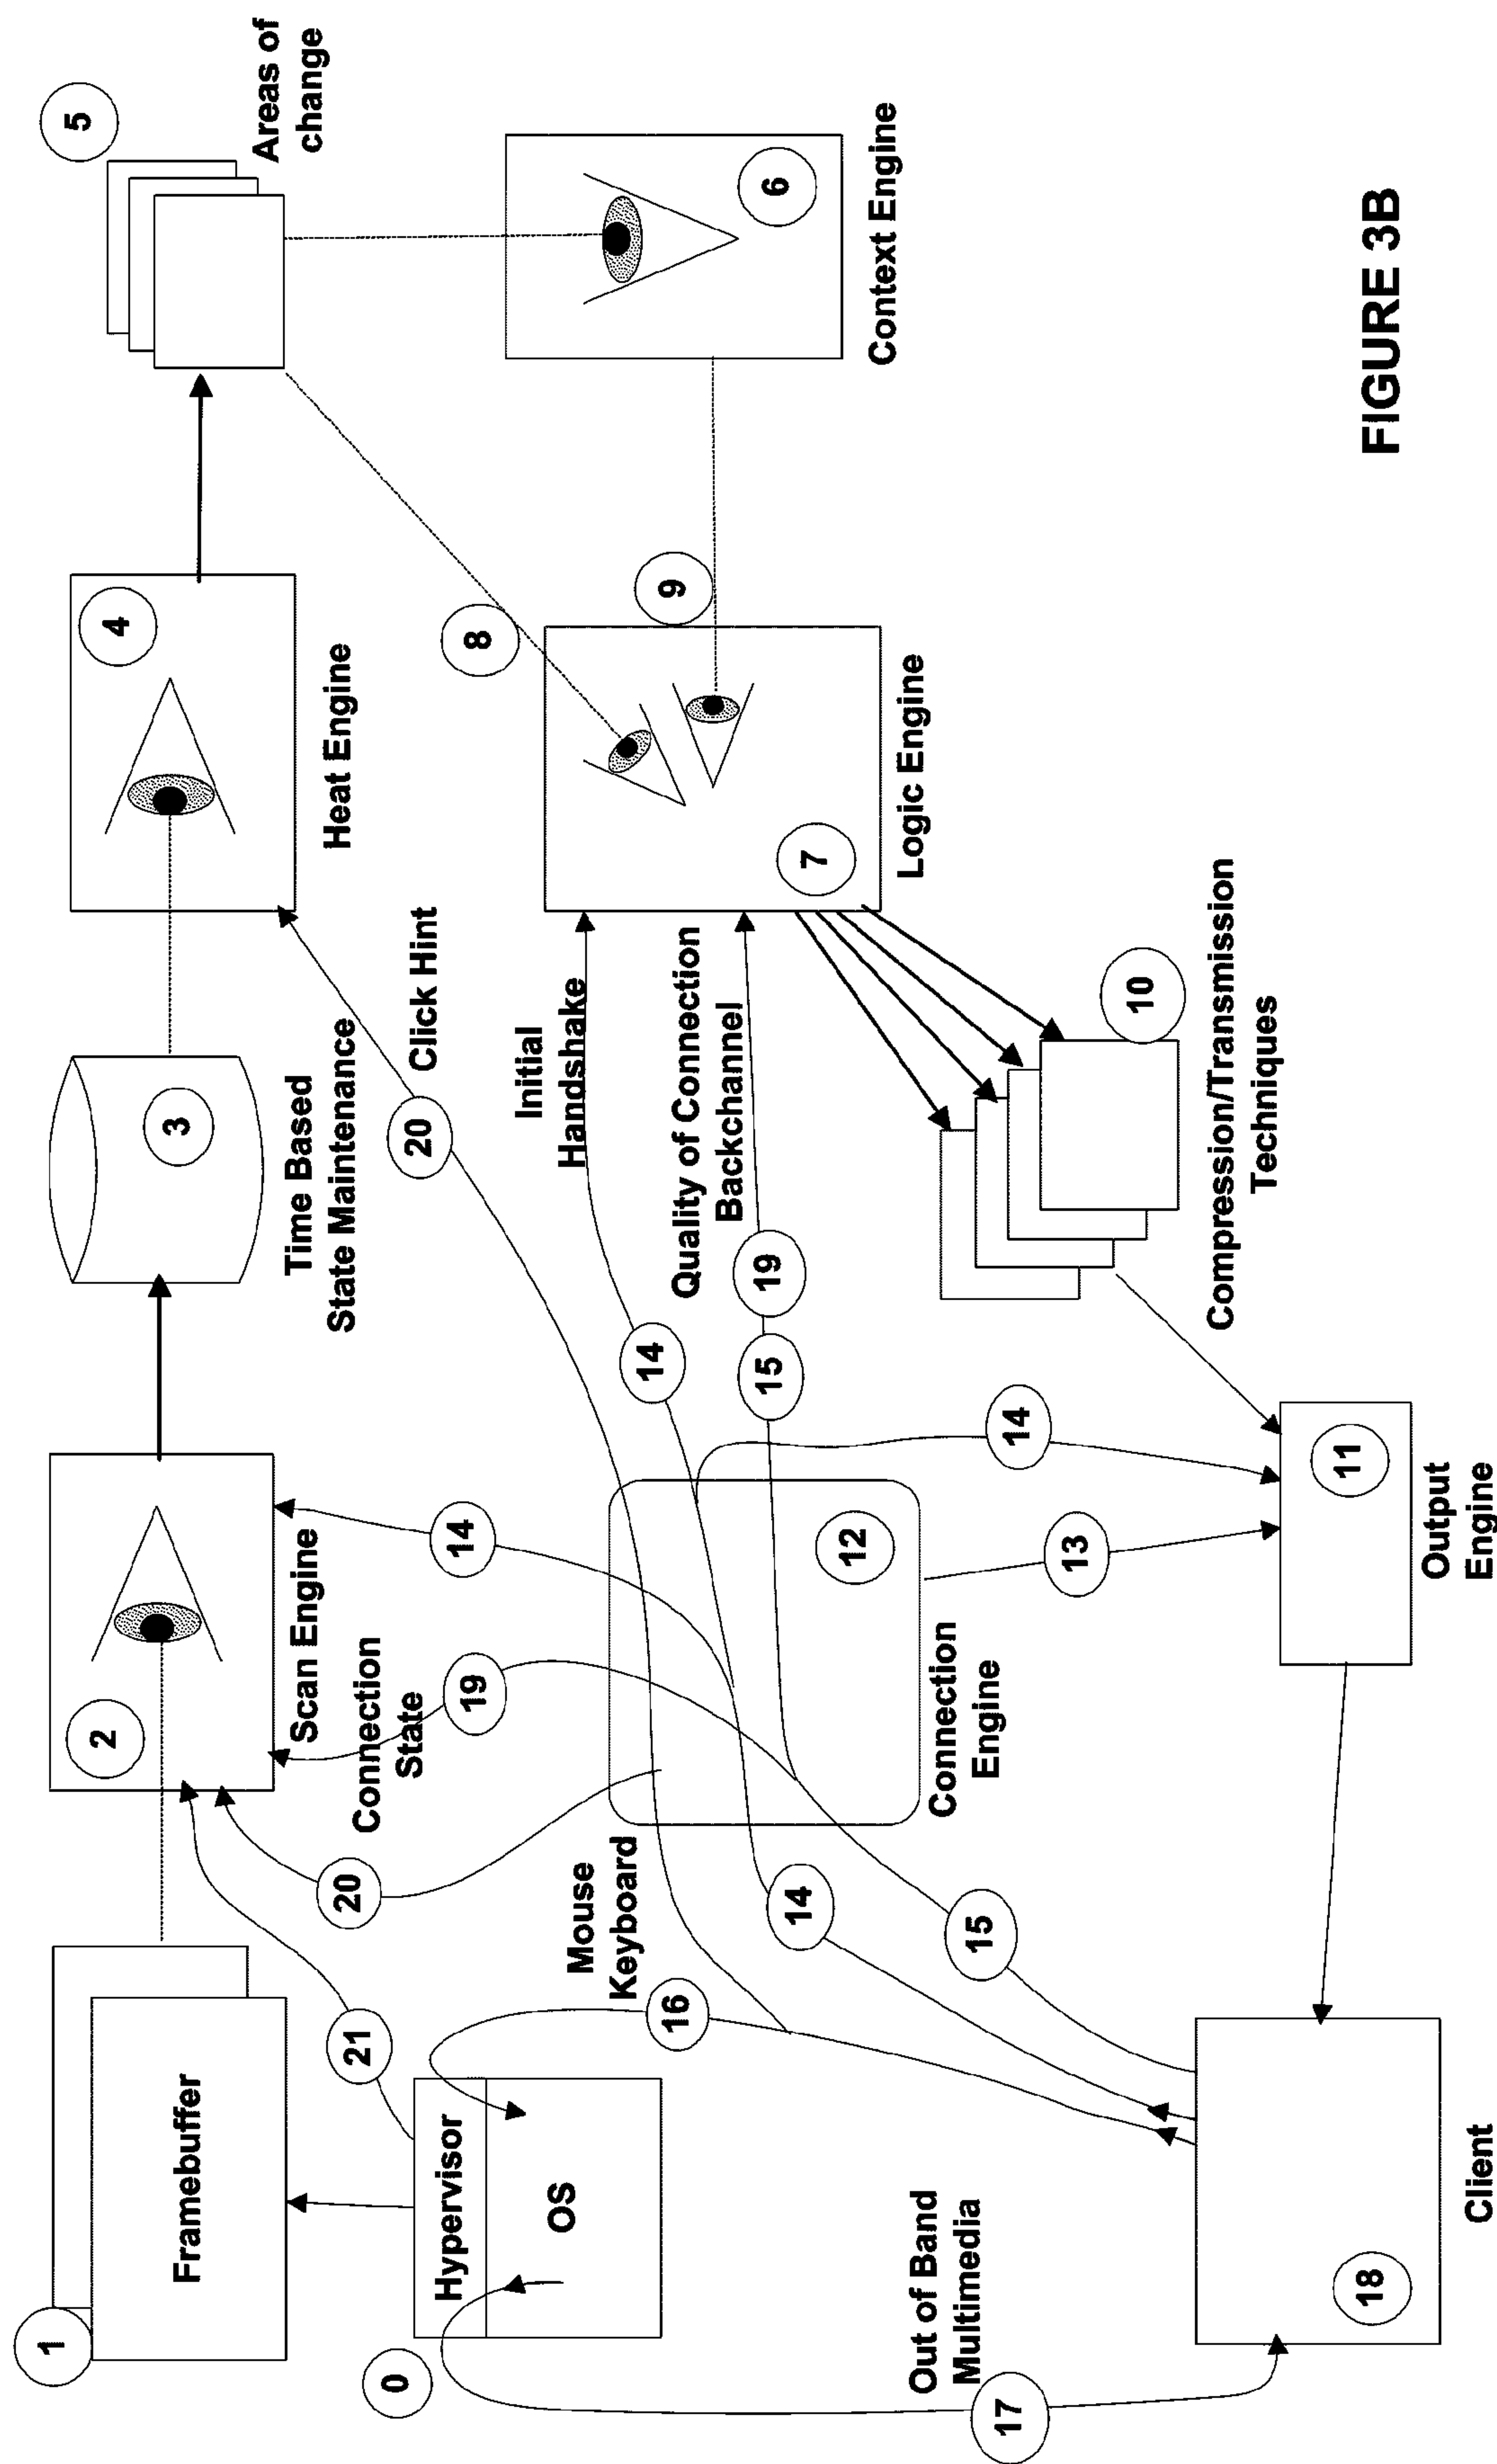 1
Framebuffer
2
Scan Engine
3
Time Based
State Maintenance
4
Heat Engine
5
Areas of
change
0
Hypervisor
OS
21
20
Connection
State
19
14
20
Click Hint
Mouse
Keyboard
16
14
15
12
Connection
Engine
14
Initial
Handshake
15
19
Quality of Connection
Backchannel
8
9
7
Logic Engine
6
Context Engine
10
Compression/Transmission
Techniques
13
14
11
Output
Engine
17
Out of Band
Multimedia
18
Client
FIGURE 3B